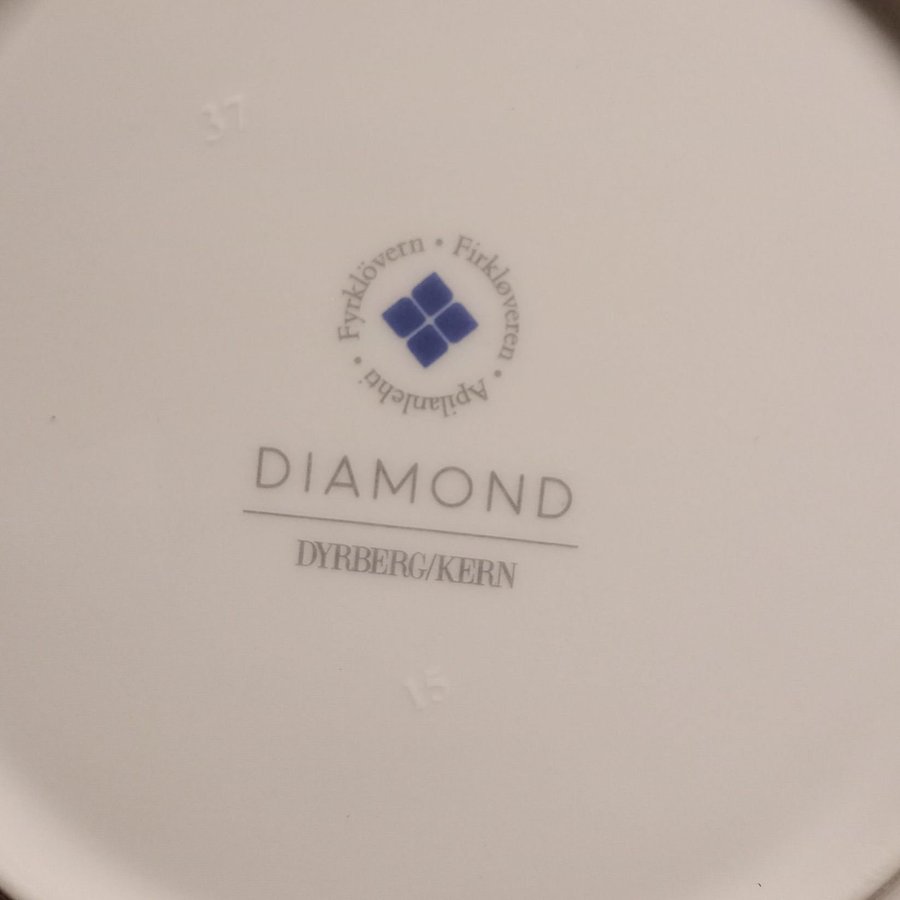 37
Fyrklövern • Firkløveren • Apilanlehti •
DIAMOND
DYRBERG/KERN
15